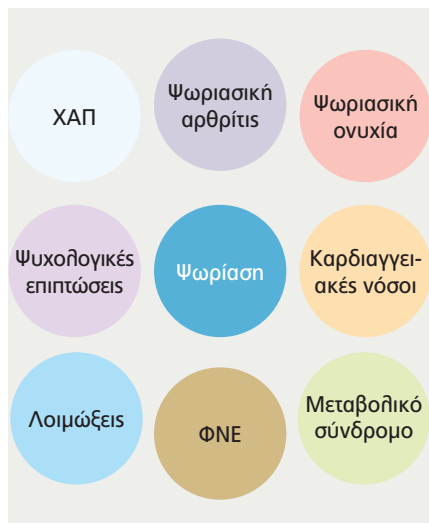 ΧΑΠ
Ψωριασική
αρθρίτις
Ψωριασική
ονυχία
Ψυχολογικές
επιπτώσεις
Ψωρίαση
Καρδιαγγει-
ακές νόσοι
Λοιμώξεις
ΦΝΕ
Μεταβολικό
σύνδρομο